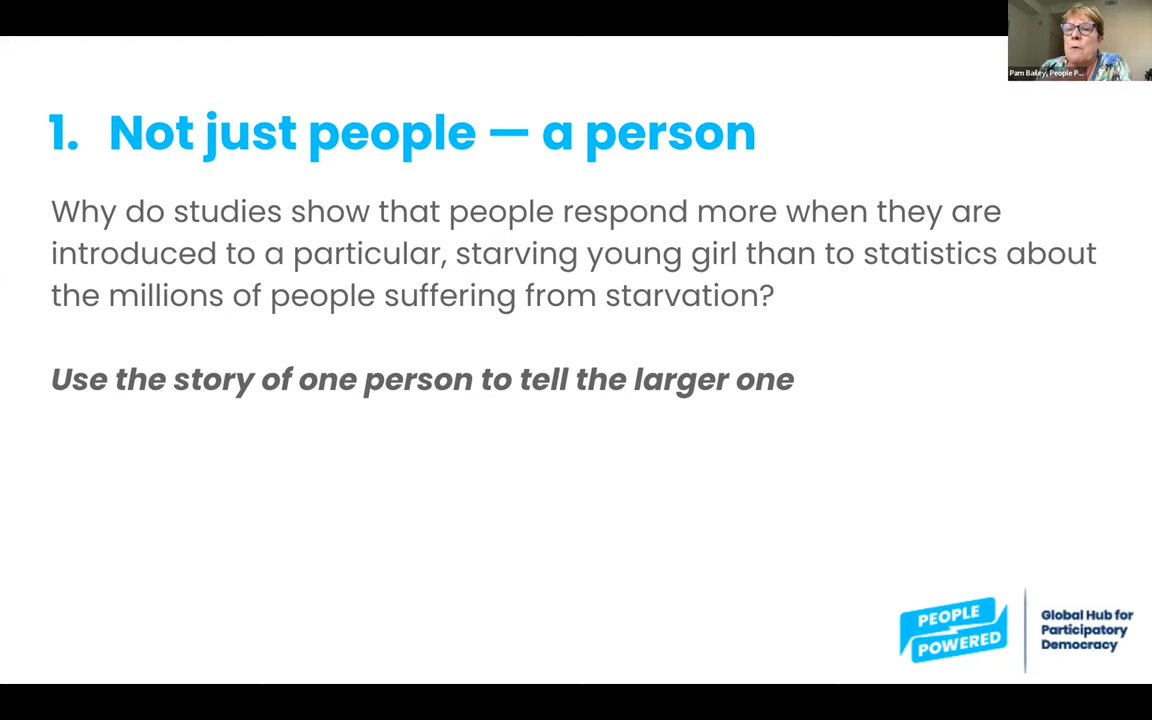 Pam Bailey, People P...
1. Not just people — a person
Why do studies show that people respond more when they are
introduced to a particular, starving young girl than to statistics about
the millions of people suffering from starvation?
Use the story of one person to tell the larger one
PEOPLE
POWERED
Global Hub for
Participatory
Democracy